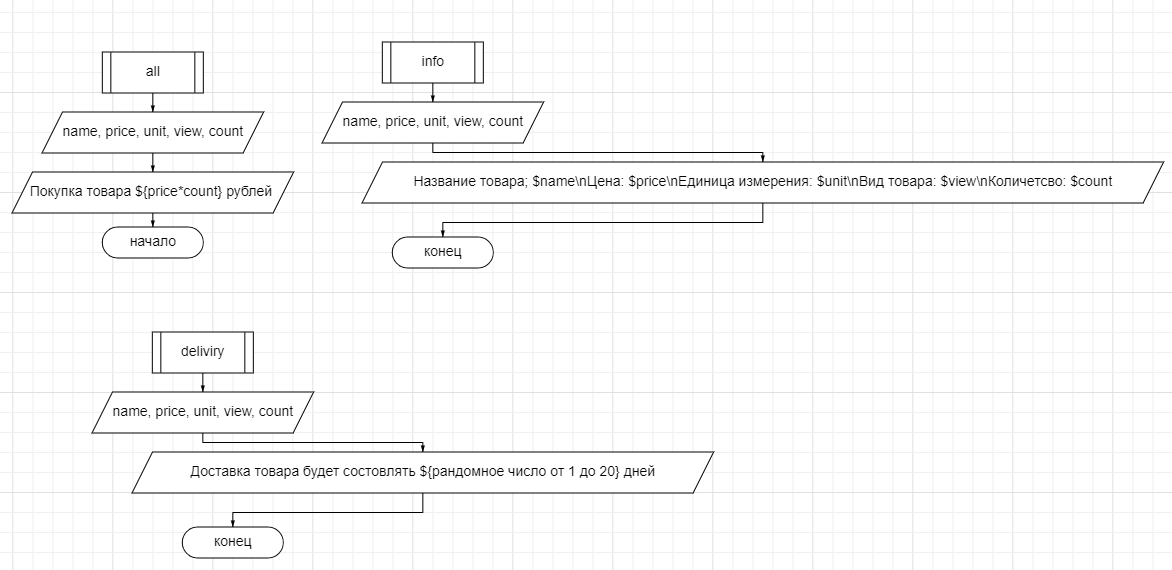 all
name, price, unit, view, count
Покупка товара ${price*count} рублей
начало
info
name, price, unit, view, count
Название товара; $name\nЦена: $price\nЕдиница измерения: $unit\nВид товара: $view\nКоличетсво: $count
конец
deliviry
name, price, unit, view, count
Доставка товара будет состовлять ${рандомное число от 1 до 20} дней
конец